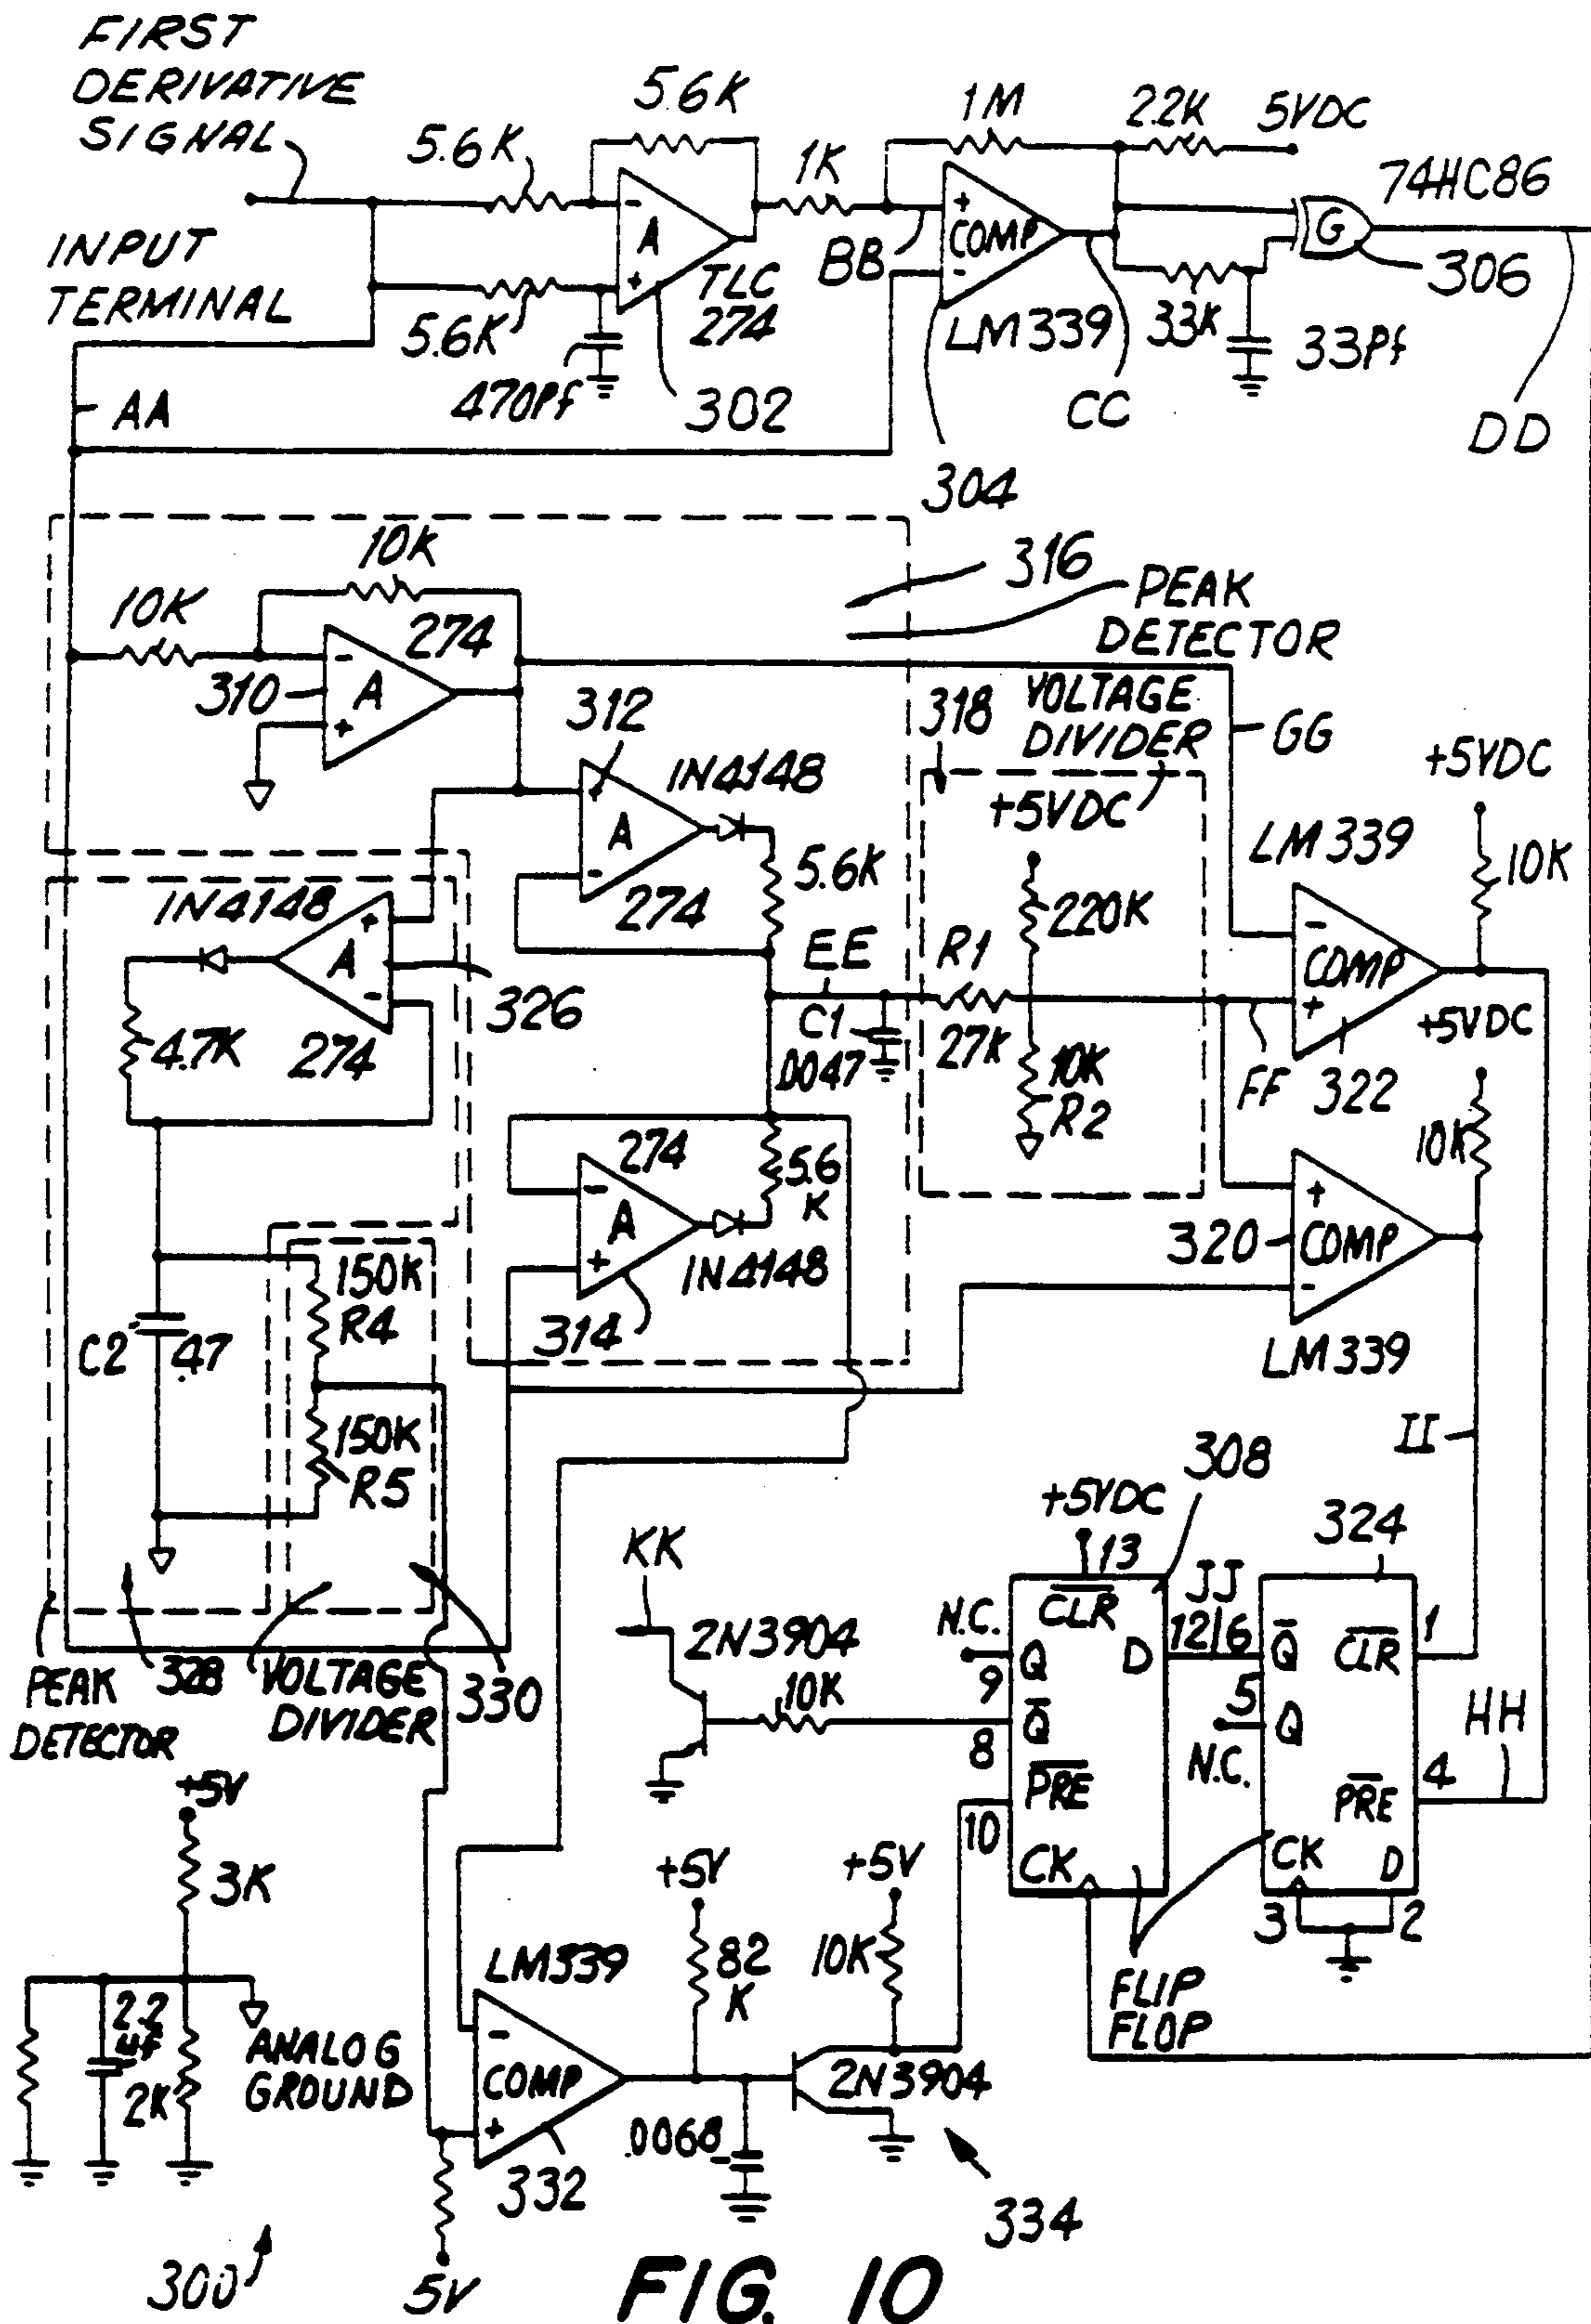 FIRST
DERIVATIVE
SIGNAL
INPUT
TERMINAL
5.6K
5.6K
1K
1M
2.2K
5VDC
74HC86
-
A
+
TLC
274
5.6K
470Pf
302
BB
+
COMP
-
LM339
304
CC
33K
33Pf
G
306
DD
AA
316
PEAK
DETECTOR
10K
10K
274
310
-
A
+
312
+
A
-
274
IN4148
5.6K
318
VOLTAGE
DIVIDER
+5VDC
220K
GG
+5VDC
10K
LM339
-
COMP
+
IN4148
+
A
-
274
326
4.7K
EE
C1
.0047
R1
27K
10K
R2
FF
322
+5VDC
10K
274
-
A
+
5.6
K
IN4148
314
320
+
COMP
-
LM339
150K
R4
C2
.47
150K
R5
II
308
+5VDC
13
324
KK
2N3904
10K
N.C.
9
8
10
CLR
Q
D
Q
PRE
CK
JJ
12
6
5
N.C.
Q
CLR
Q
PRE
CK
D
1
4
3
2
HH
PEAK
DETECTOR
328
VOLTAGE
DIVIDER
330
+5V
3K
2.2
uf
2K
ANALOG
GROUND
LM339
-
COMP
+
332
5V
+5V
82
K
+5V
10K
.0068
2N3904
334
FLIP
FLOP
300
FIG. 10